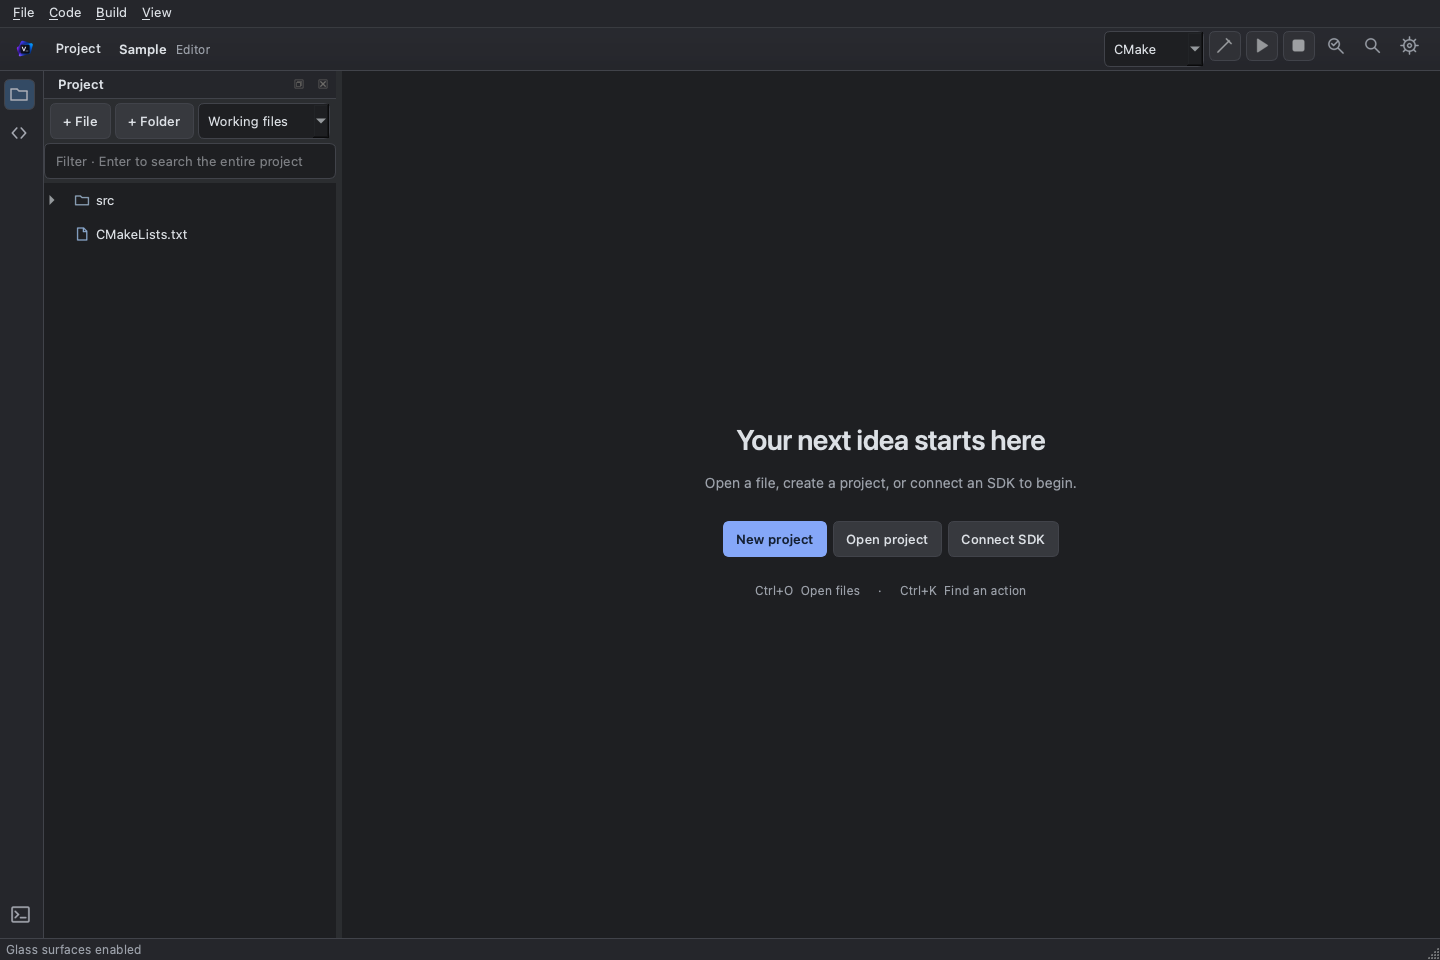 File Code Build View
V.
Project Sample Editor
CMake
Project
+ File + Folder Working files
Filter · Enter to search the entire project
src
CMakeLists.txt
Your next idea starts here
Open a file, create a project, or connect an SDK to begin.
New project Open project Connect SDK
Ctrl+O Open files · Ctrl+K Find an action
Glass surfaces enabled